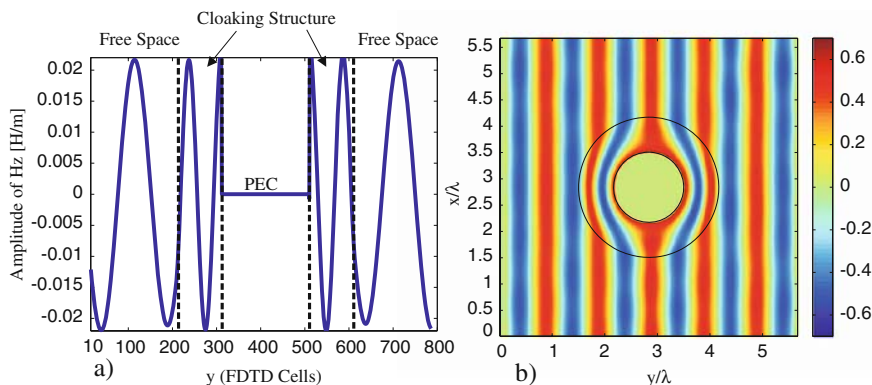 a)
Cloaking Structure
Free Space
Free Space
Amplitude of Hz [H/m]
0.02
0.015
0.01
0.005
0
-0.005
-0.01
-0.015
-0.02
PEC
10 100 200 300 400 500 600 700
y (FDTD Cells)
b)
x/λ
5.5
5
4.5
4
3.5
3
2.5
2
1.5
1
0.5
0
0 1 2 3 4 5
y/λ
0.6
0.4
0.2
0
-0.2
-0.4
-0.6